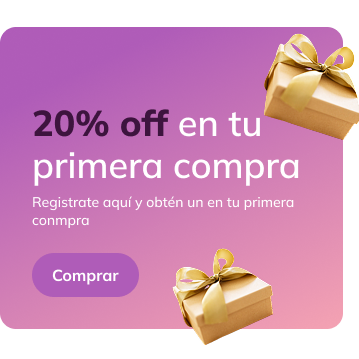 20% off en tu
primera compra
Registrate aquí y obtén un en tu primera
conmpra
Comprar